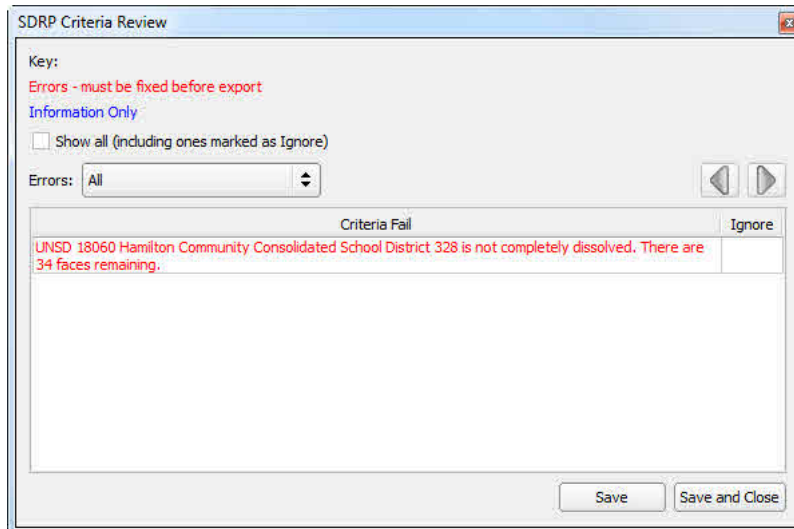 SDRP Criteria Review
Key:
Errors - must be fixed before export
Information Only
Show all (including ones marked as Ignore)
Errors: All
Criteria Fail Ignore
UNSD 18060 Hamilton Community Consolidated School District 328 is not completely dissolved. There are
34 faces remaining.
Save Save and Close